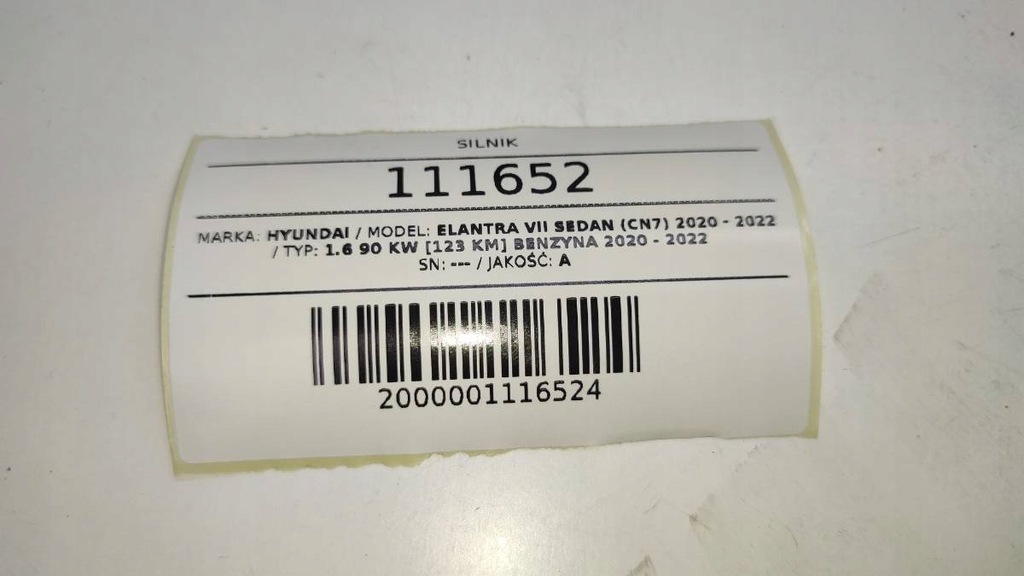 SILNIK
111652
MARKA: HYUNDAI / MODEL: ELANTRA VII SEDAN (CN7) 2020 - 2022
/ TYP: 1.6 90 KW [123 KM] BENZYNA 2020 - 2022
SN: --- / JAKOŚĆ: A
2000001116524